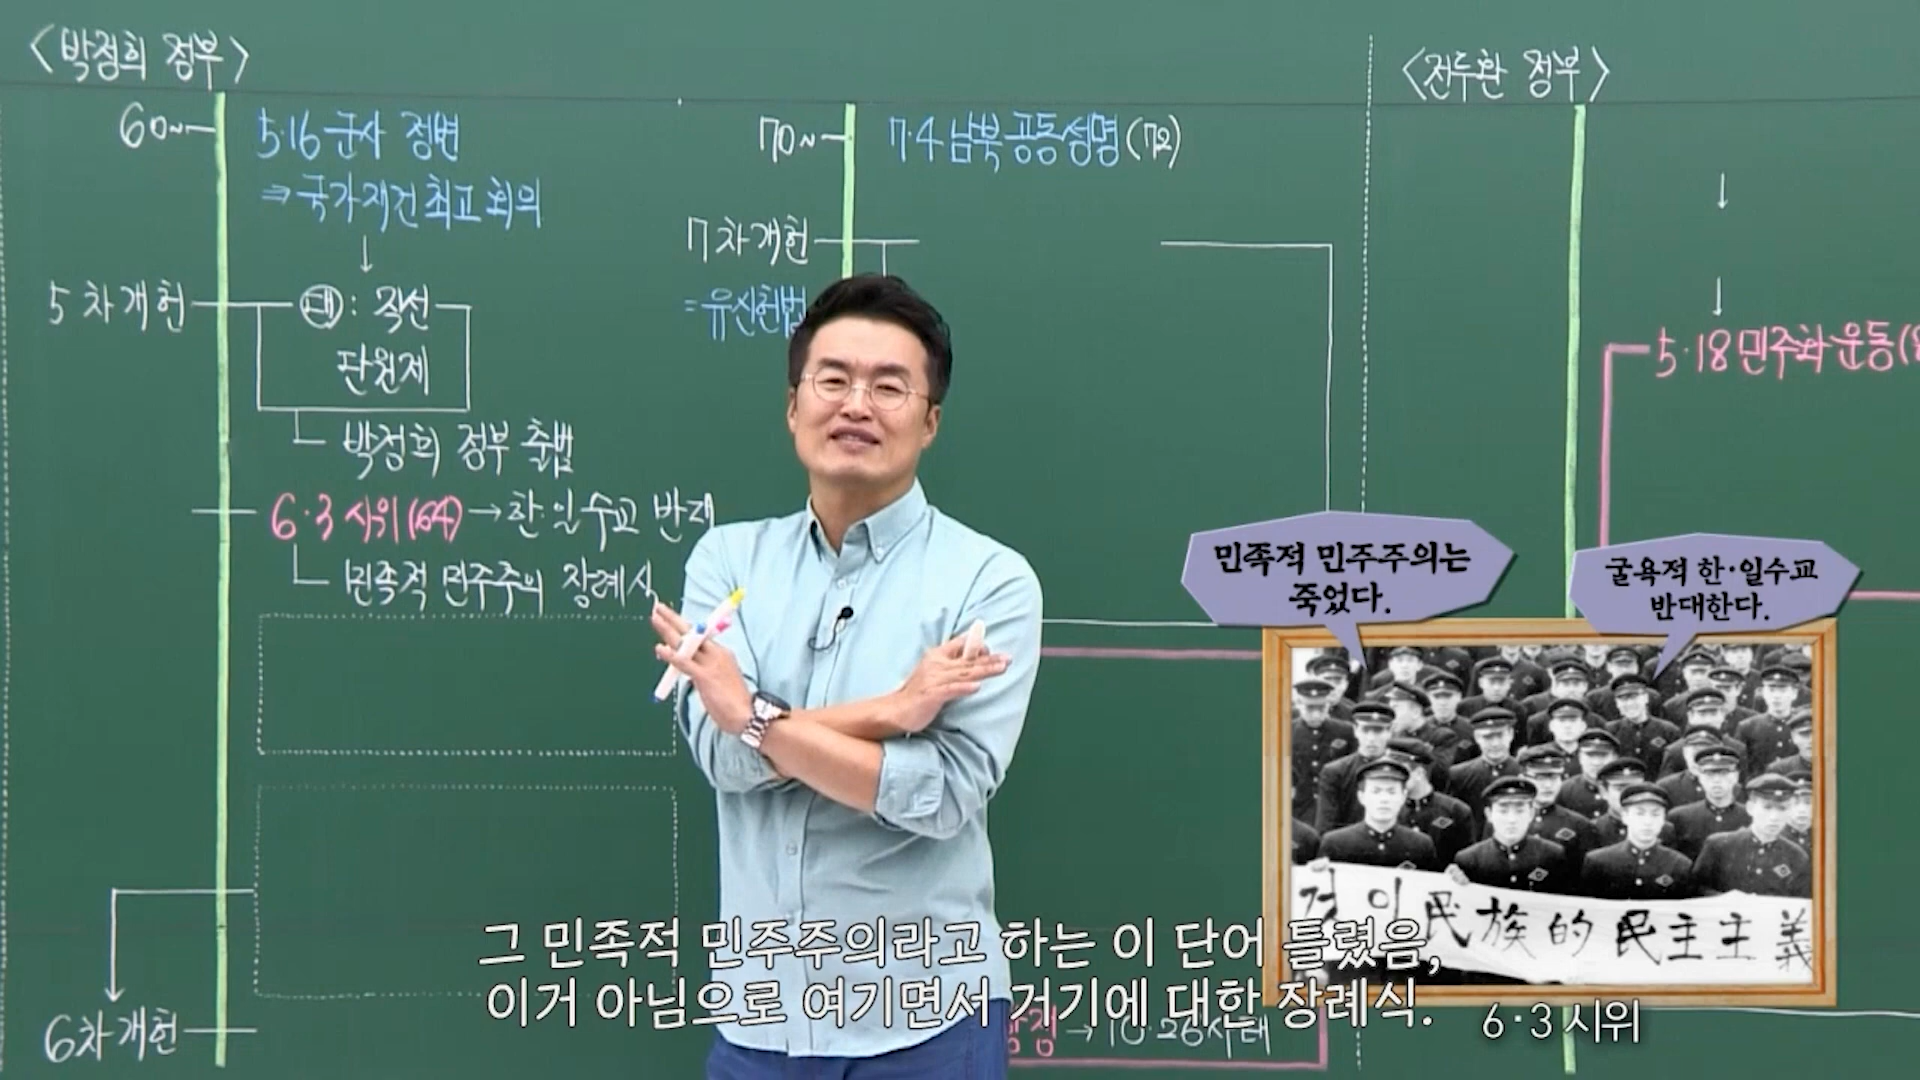 <박정희 정부>
60~
5·16 군사 정변
⇒ 국가재건최고회의
↓
5차 개헌
대 : 직선
단원제
박정희 정부 출범
6·3 시위(64) → 한·일 수교 반대
민족적 민주주의 장례식
6차 개헌
70~
7·4 남북 공동 성명(72)
7차 개헌
= 유신헌법
→ 10·26사태
<전두환 정부>
↓
↓
5·18 민주화 운동(8
민족적 민주주의는
죽었다.
굴욕적 한·일수교
반대한다.
民族的民主主義
6·3 시위
그 민족적 민주주의라고 하는 이 단어 틀렸음,
이거 아님으로 여기면서 거기에 대한 장례식.